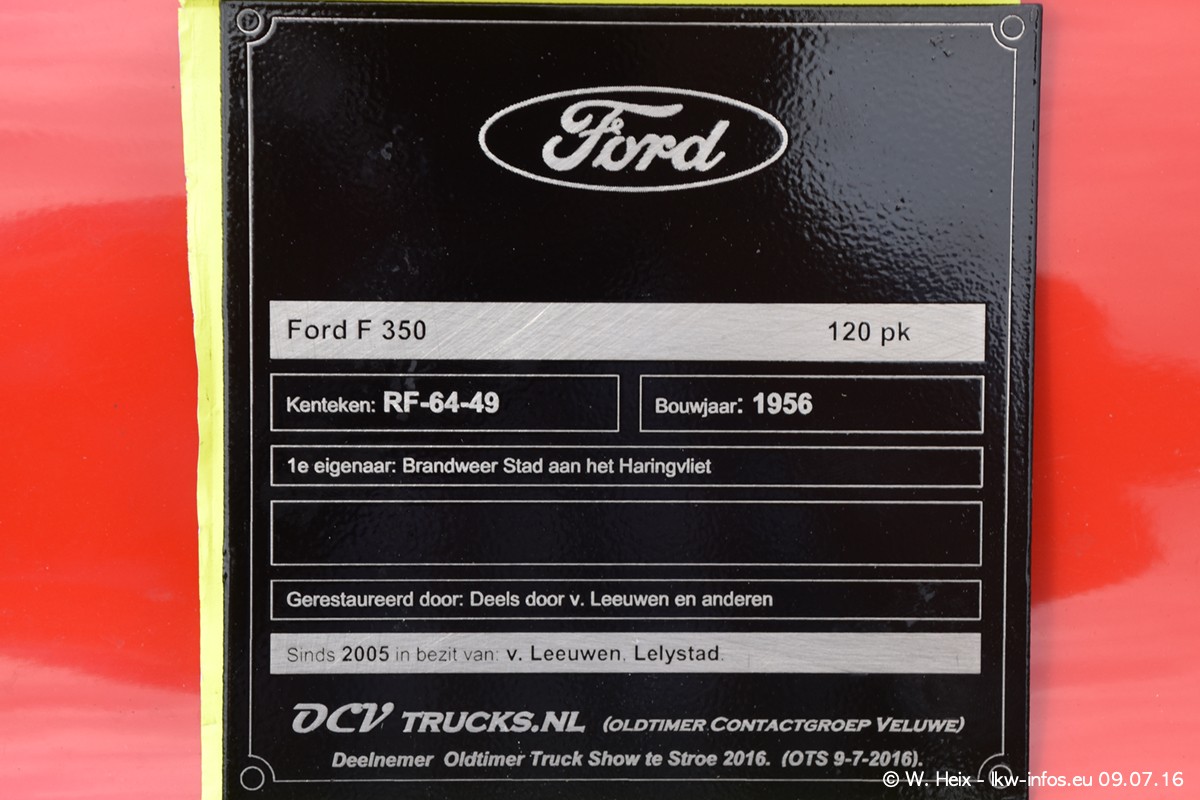 Ford
Ford F 350 120 pk
Kenteken: RF-64-49 Bouwjaar: 1956
1e eigenaar: Brandweer Stad aan het Haringvliet
Gerestaureerd door: Deels door v. Leeuwen en anderen
Sinds 2005 in bezit van: v. Leeuwen, Lelystad.
OCV TRUCKS.NL (OLDTIMER CONTACTGROEP VELUWE)
Deelnemer Oldtimer Truck Show te Stroe 2016. (OTS 9-7-2016).
© W. Heix - lkw-infos.eu 09.07.16